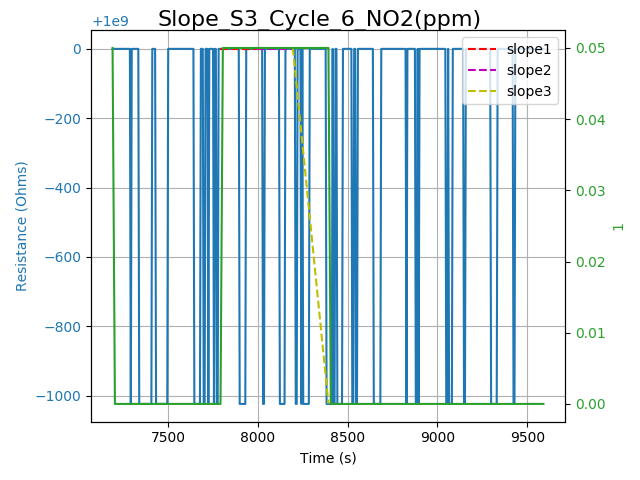 Slope_S3_Cycle_6_NO2(ppm)
+1e9
slope1
slope2
slope3
0
−200
−400
−600
−800
−1000
Resistance (Ohms)
0.05
0.04
0.03
0.02
0.01
0.00
1
7500
8000
8500
9000
9500
Time (s)